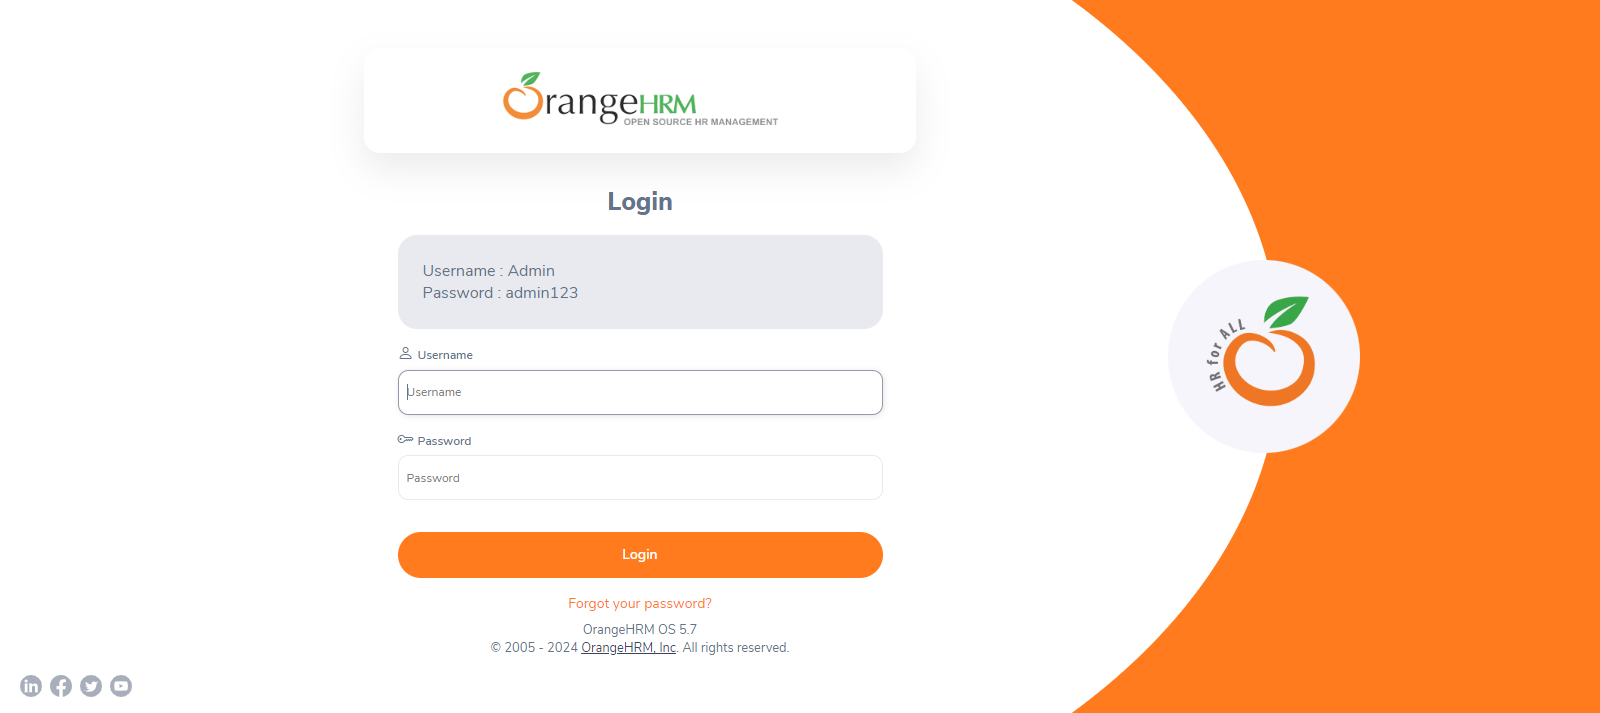 OrangeHRM
OPEN SOURCE HR MANAGEMENT
Login
Username : Admin
Password : admin123
Username
Username
Password
Password
Login
Forgot your password?
OrangeHRM OS 5.7
© 2005 - 2024 OrangeHRM, Inc. All rights reserved.
HR for ALL
in